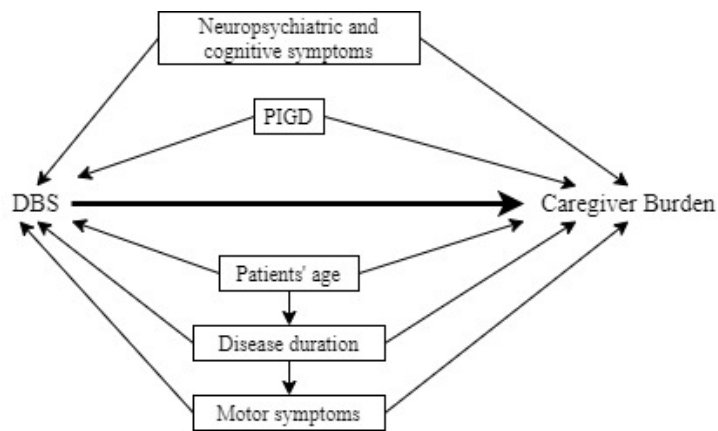 Neuropsychiatric and
cognitive symptoms
PIGD
DBS
Caregiver Burden
Patients' age
Disease duration
Motor symptoms